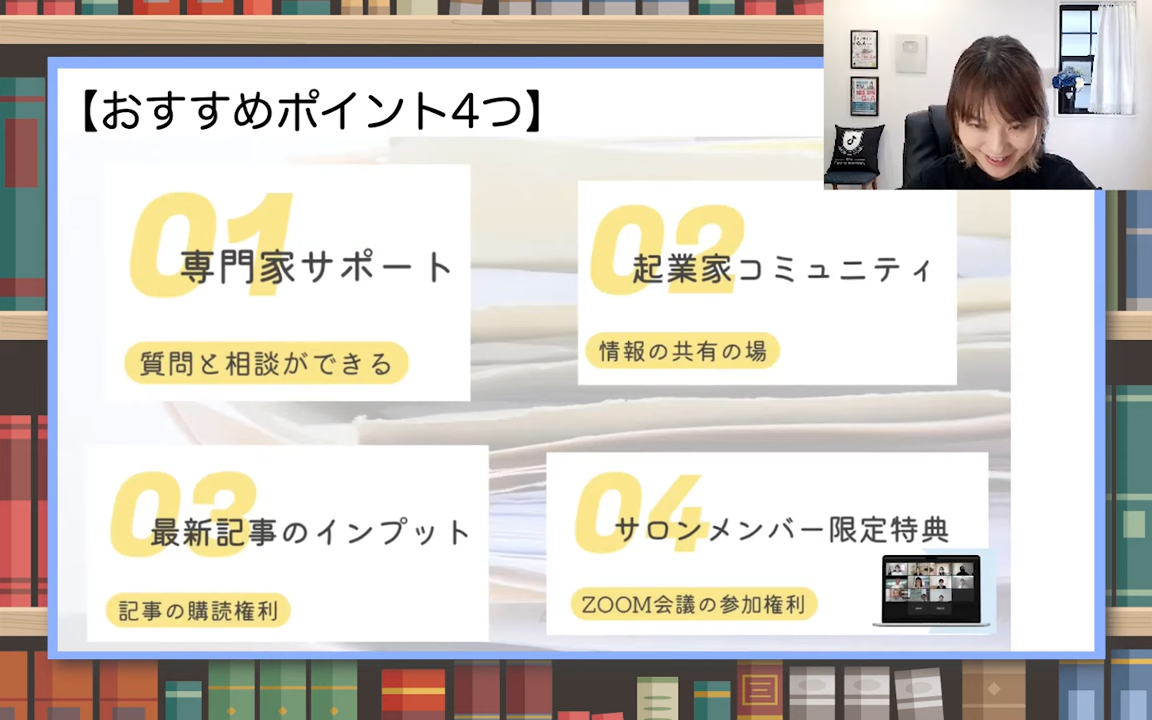 【おすすめポイント4つ】
01
専門家サポート
質問と相談ができる
02
起業家コミュニティ
情報の共有の場
03
最新記事のインプット
記事の購読権利
04
サロンメンバー限定特典
ZOOM会議の参加権利